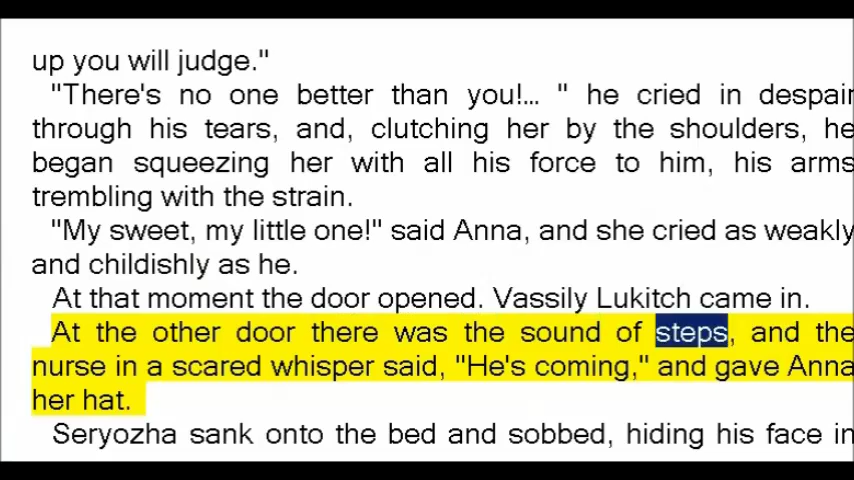 up you will judge."
"There's no one better than you!... " he cried in despair
through his tears, and, clutching her by the shoulders, he
began squeezing her with all his force to him, his arms
trembling with the strain.
"My sweet, my little one!" said Anna, and she cried as weakly
and childishly as he.
At that moment the door opened. Vassily Lukitch came in.
At the other door there was the sound of steps, and the
nurse in a scared whisper said, "He's coming," and gave Anna
her hat.
Seryozha sank onto the bed and sobbed, hiding his face in